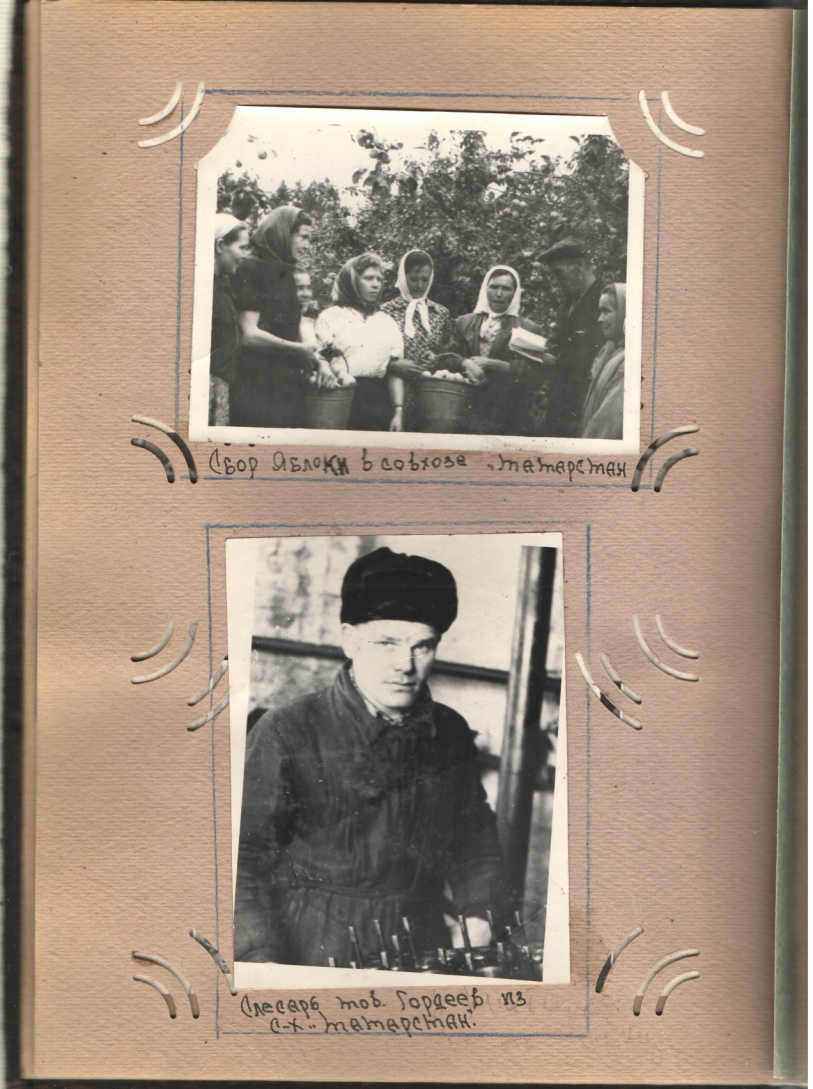 Сбор Яблоки в совхозе „Татарстан
Слесарь тов. Гордеев из
с-х „Татарстан".